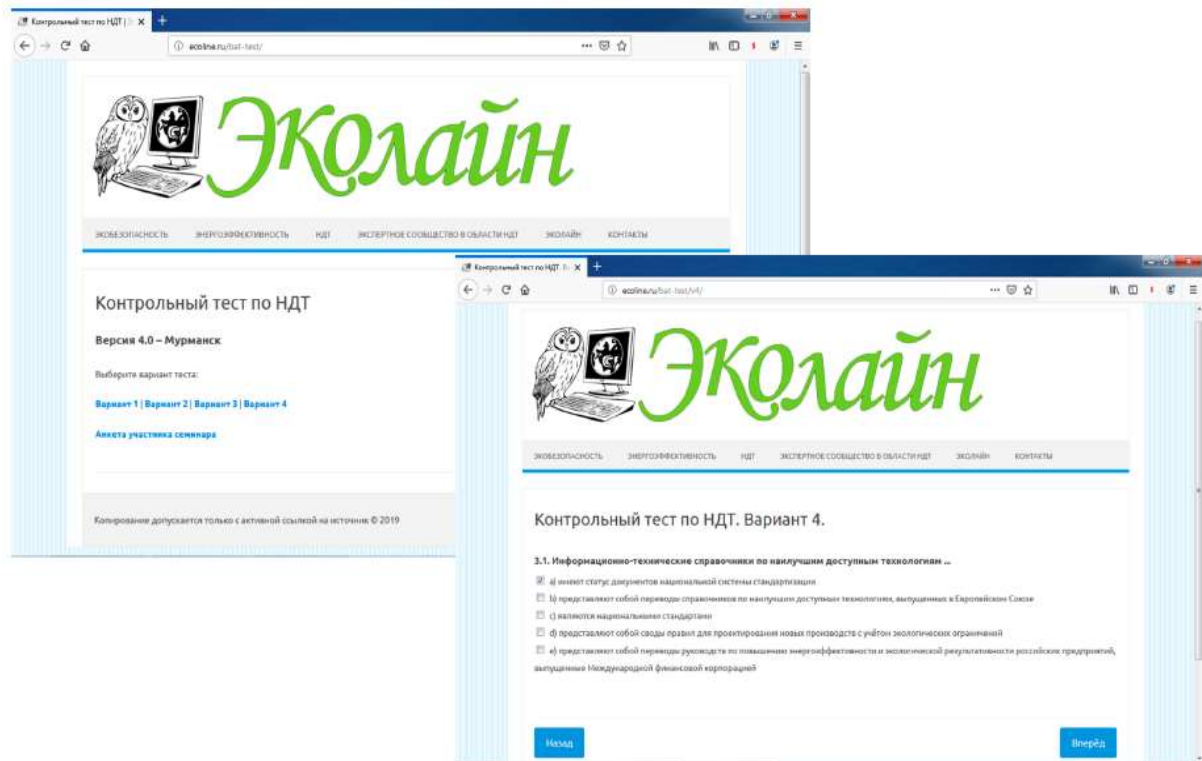 Контрольный тест по НДТ |
ecoline.ru/bat-test/
Эколайн
ЭКОБЕЗОПАСНОСТЬ ЭНЕРГОЭФФЕКТИВНОСТЬ НДТ ЭКСПЕРТНОЕ СООБЩЕСТВО В ОБЛАСТИ НДТ ЭКОЛАЙН КОНТАКТЫ
Контрольный тест по НДТ
Версия 4.0 – Мурманск
Выберите вариант теста:
Вариант 1 | Вариант 2 | Вариант 3 | Вариант 4
Анкета участника семинара
Копирование допускается только с активной ссылкой на источник © 2019
Контрольный тест по НДТ.
ecoline.ru/bat-test/v4/
Эколайн
ЭКОБЕЗОПАСНОСТЬ ЭНЕРГОЭФФЕКТИВНОСТЬ НДТ ЭКСПЕРТНОЕ СООБЩЕСТВО В ОБЛАСТИ НДТ ЭКОЛАЙН КОНТАКТЫ
Контрольный тест по НДТ. Вариант 4.
3.1. Информационно-технические справочники по наилучшим доступным технологиям ...
a) имеют статус документов национальной системы стандартизации
b) представляют собой переводы справочников по наилучшим доступным технологиям, выпущенных в Европейском Союзе
c) являются национальными стандартами
d) представляют собой своды правил для проектирования новых производств с учётом экологических ограничений
e) представляют собой переводы руководств по повышению энергоэффективности и экологической результативности российских предприятий,
выпущенные Международной финансовой корпорацией
Назад
Вперёд